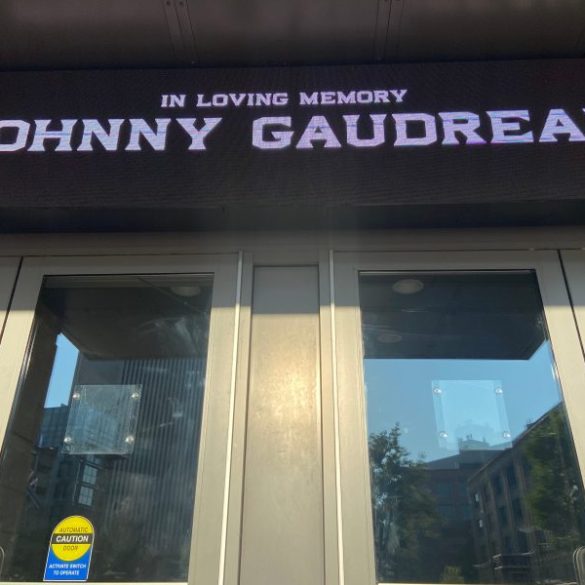 IN LOVING MEMORY
OHNNY GAUDREA
AUTOMATIC
CAUTION
DOOR
ACTIVATE SWITCH
TO OPERATE